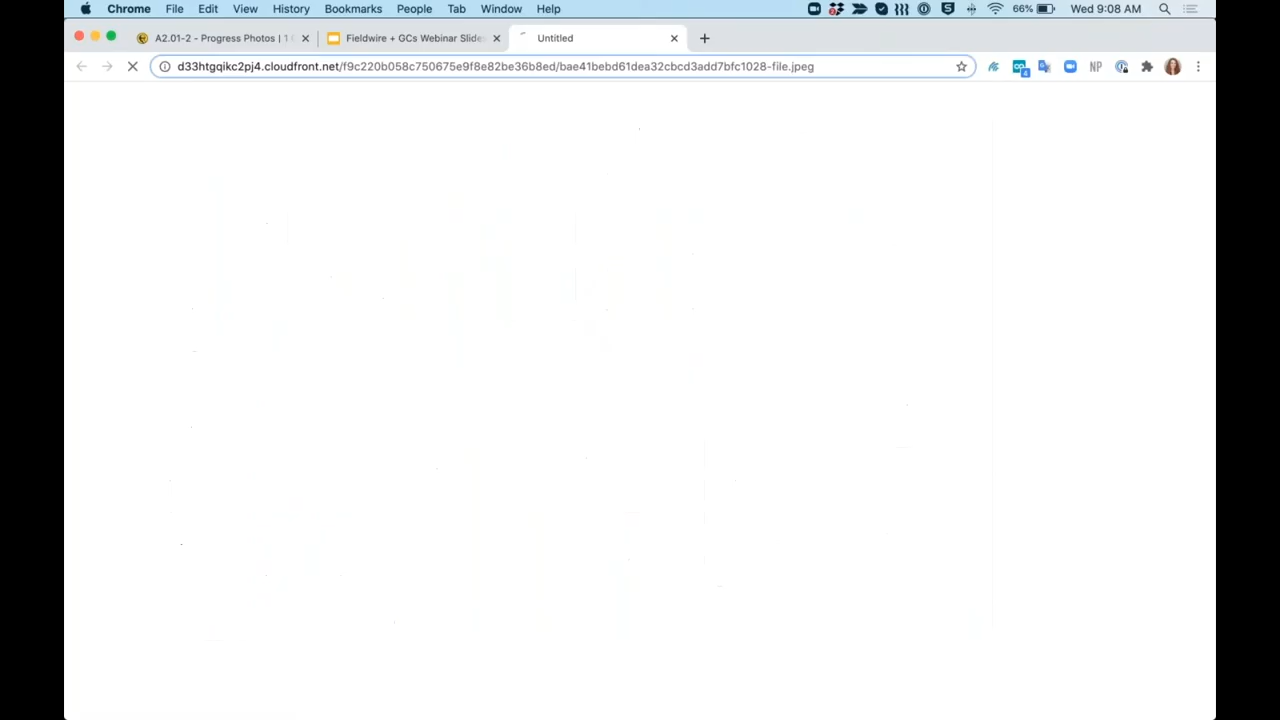 Chrome File Edit View History Bookmarks People Tab Window Help 66% Wed 9:08 AM
A2.01-2 - Progress Photos | 1 Fieldwire + GCs Webinar Slides Untitled
d33htgqikc2pj4.cloudfront.net/f9c220b058c750675e9f8e82be36b8ed/bae41bebd61dea32cbcd3add7bfc1028-file.jpeg NP